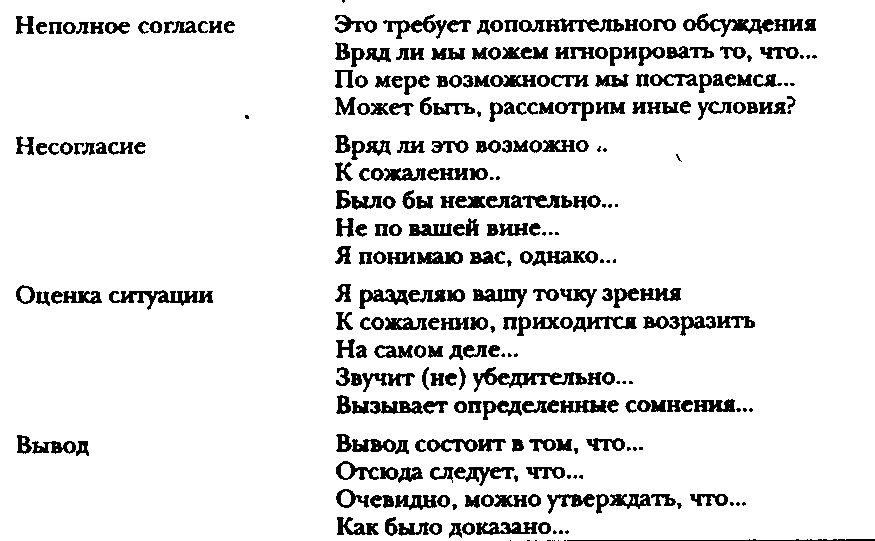 Неполное согласие Это требует дополнительного обсуждения
Вряд ли мы можем игнорировать то, что...
По мере возможности мы постараемся...
Может быть, рассмотрим иные условия?
Несогласие Вряд ли это возможно ..
К сожалению..
Было бы нежелательно...
Не по вашей вине...
Я понимаю вас, однако...
Оценка ситуации Я разделяю вашу точку зрения
К сожалению, приходится возразить
На самом деле...
Звучит (не) убедительно...
Вызывает определенные сомнения...
Вывод Вывод состоит в том, что...
Отсюда следует, что...
Очевидно, можно утверждать, что...
Как было доказано...